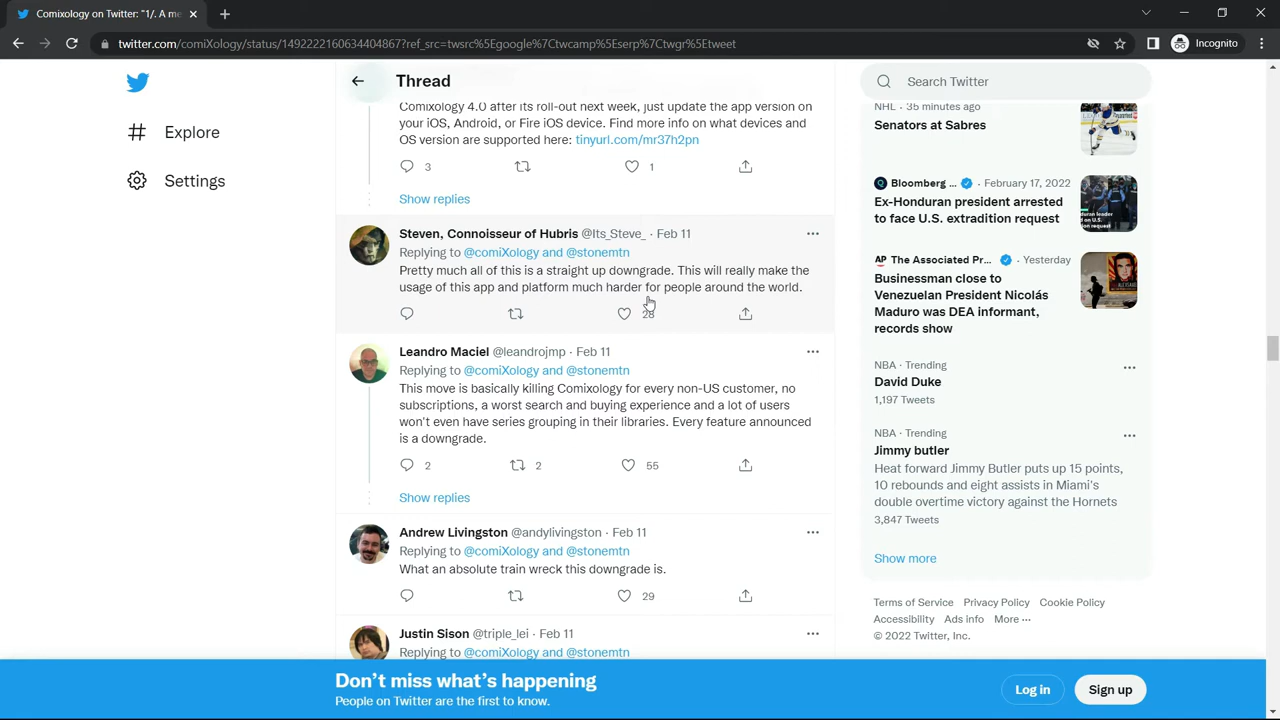 Comixology on Twitter: "1/. A me
twitter.com/comiXology/status/1492222160634404867?ref_src=twsrc%5Egoogle%7Ctwcamp%5Eserp%7Ctwgr%5Etweet
Incognito
Explore
Settings
Thread
Comixology 4.0 after its roll-out next week, just update the app version on
your iOS, Android, or Fire iOS device. Find more info on what devices and
OS version are supported here: tinyurl.com/mr37h2pn
3
1
Show replies
Steven, Connoisseur of Hubris @Its_Steve_ · Feb 11
Replying to @comiXology and @stonemtn
Pretty much all of this is a straight up downgrade. This will really make the
usage of this app and platform much harder for people around the world.
28
Leandro Maciel @leandrojmp · Feb 11
Replying to @comiXology and @stonemtn
This move is basically killing Comixology for every non-US customer, no
subscriptions, a worst search and buying experience and a lot of users
won't even have series grouping in their libraries. Every feature announced
is a downgrade.
2
2
55
Show replies
Andrew Livingston @andylivingston · Feb 11
Replying to @comiXology and @stonemtn
What an absolute train wreck this downgrade is.
29
Justin Sison @triple_lei · Feb 11
Replying to @comiXology and @stonemtn
Search Twitter
NHL · 35 minutes ago
Senators at Sabres
Bloomberg ... · February 17, 2022
Ex-Honduran president arrested
to face U.S. extradition request
The Associated Pr... · Yesterday
Businessman close to
Venezuelan President Nicolás
Maduro was DEA informant,
records show
NBA · Trending
David Duke
1,197 Tweets
NBA · Trending
Jimmy butler
Heat forward Jimmy Butler puts up 15 points,
10 rebounds and eight assists in Miami's
double overtime victory against the Hornets
3,847 Tweets
Show more
Terms of Service Privacy Policy Cookie Policy
Accessibility Ads info More ···
© 2022 Twitter, Inc.
Don't miss what's happening
People on Twitter are the first to know.
Log in
Sign up